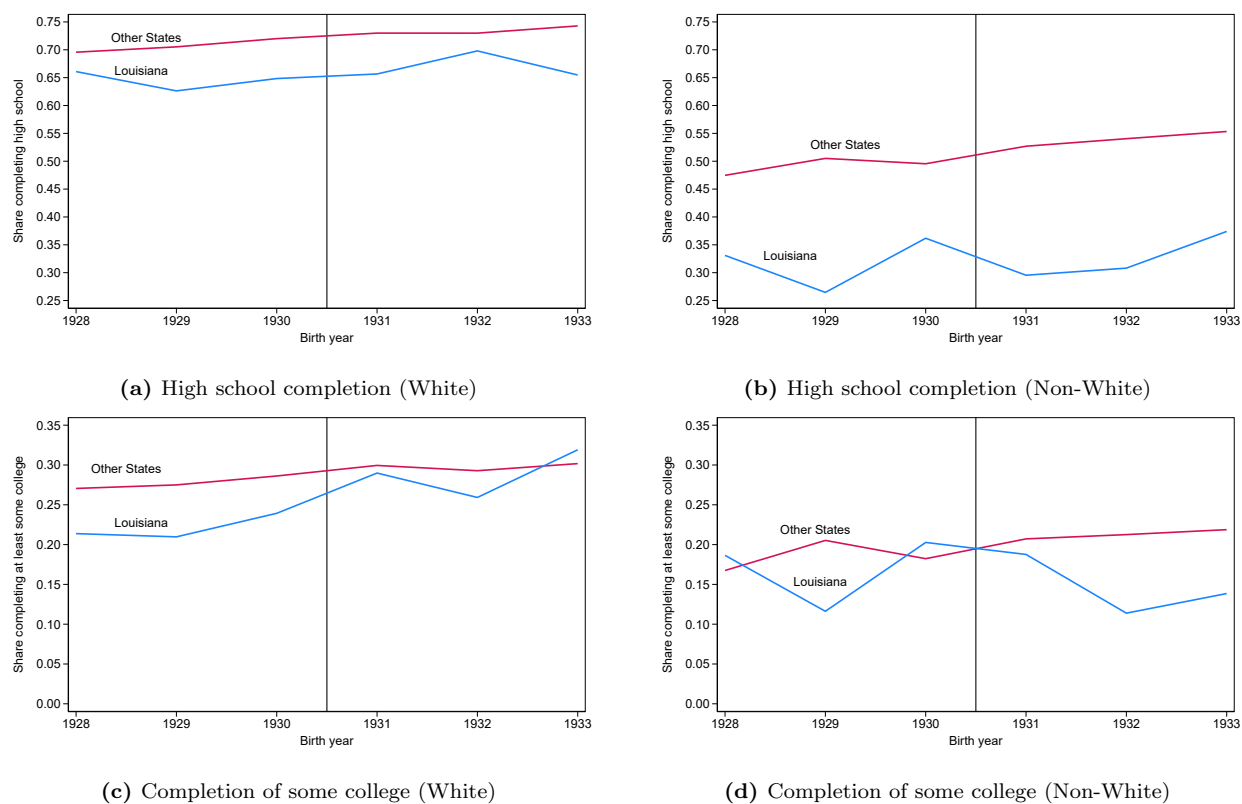 0.75
0.70
0.65
0.60
0.55
0.50
0.45
0.40
0.35
0.30
0.25
Share completing high school
Other States
Louisiana
1928 1929 1930 1931 1932 1933
Birth year
(a) High school completion (White)
0.75
0.70
0.65
0.60
0.55
0.50
0.45
0.40
0.35
0.30
0.25
Share completing high school
Other States
Louisiana
1928 1929 1930 1931 1932 1933
Birth year
(b) High school completion (Non-White)
0.35
0.30
0.25
0.20
0.15
0.10
0.05
0.00
Share completing at least some college
Other States
Louisiana
1928 1929 1930 1931 1932 1933
Birth year
(c) Completion of some college (White)
0.35
0.30
0.25
0.20
0.15
0.10
0.05
0.00
Share completing at least some college
Other States
Louisiana
1928 1929 1930 1931 1932 1933
Birth year
(d) Completion of some college (Non-White)